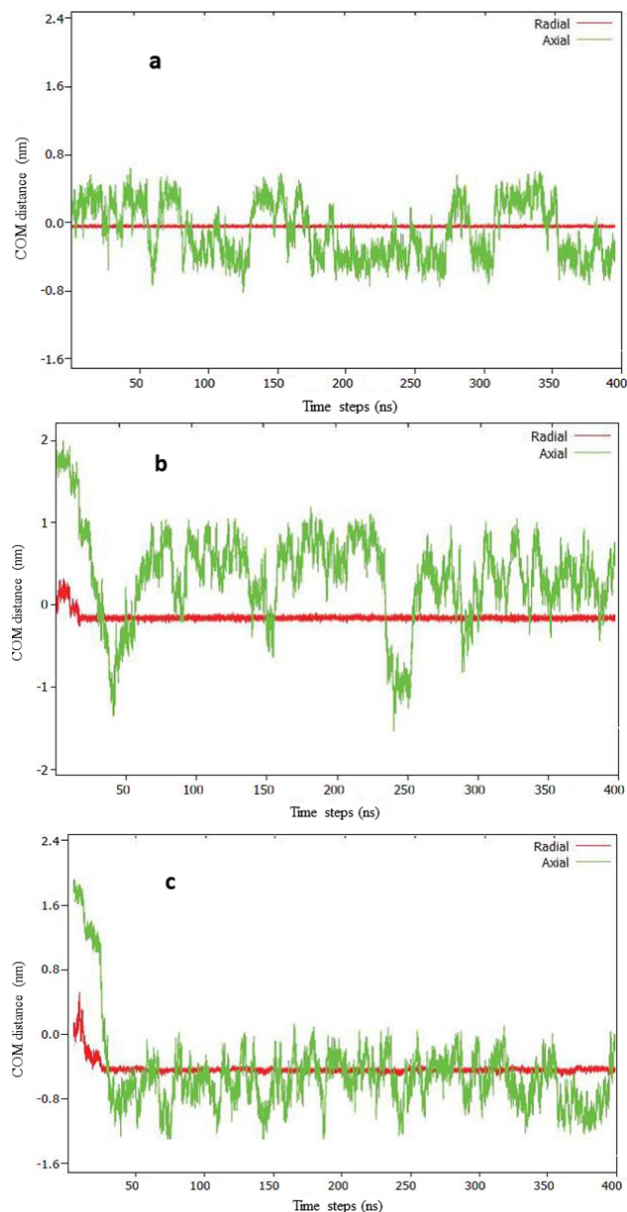 2.4
Radial
Axial
a
1.6
0.8
COM distance (nm)
0.0
-0.8
-1.6
50 100 150 200 250 300 350 400
Time steps (ns)
2
Radial
Axial
b
1
COM distance (nm)
0
-1
-2
50 100 150 200 250 300 350 400
Time steps (ns)
2.4
Radial
Axial
c
1.6
0.8
COM distance (nm)
0.0
-0.8
-1.6
50 100 150 200 250 300 350 400
Time steps (ns)